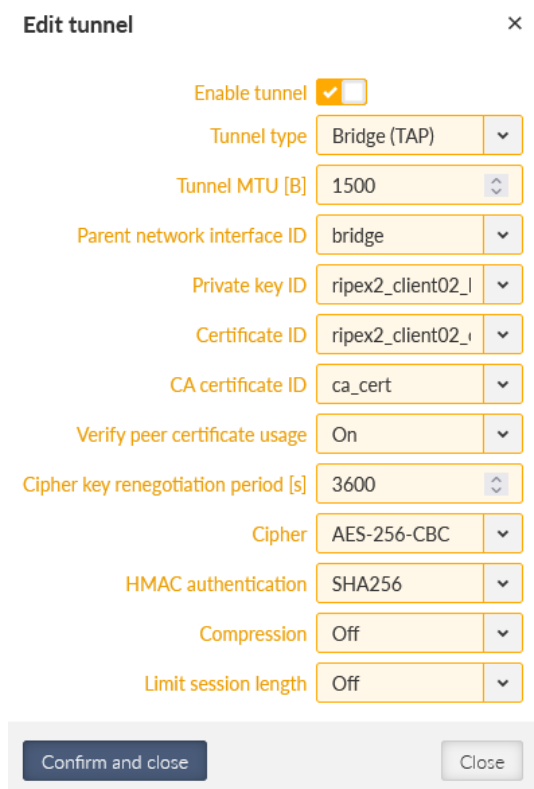 Edit tunnel
Enable tunnel
Tunnel type Bridge (TAP)
Tunnel MTU [B] 1500
Parent network interface ID bridge
Private key ID ripex2_client02_
Certificate ID ripex2_client02_
CA certificate ID ca_cert
Verify peer certificate usage On
Cipher key renegotiation period [s] 3600
Cipher AES-256-CBC
HMAC authentication SHA256
Compression Off
Limit session length Off
Confirm and close Close